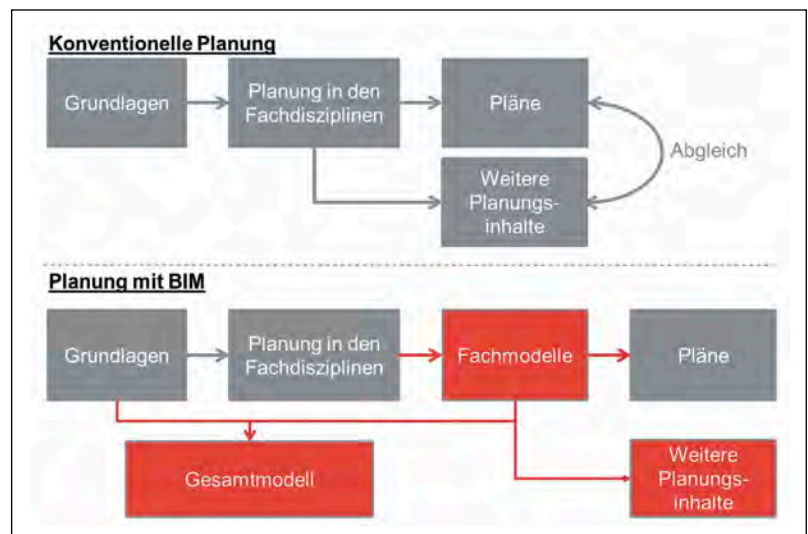 Konventionelle Planung
Grundlagen
Planung in den
Fachdisziplinen
Pläne
Abgleich
Weitere
Planungs-
inhalte
Planung mit BIM
Grundlagen
Planung in den
Fachdisziplinen
Fachmodelle
Pläne
Gesamtmodell
Weitere
Planungs-
inhalte